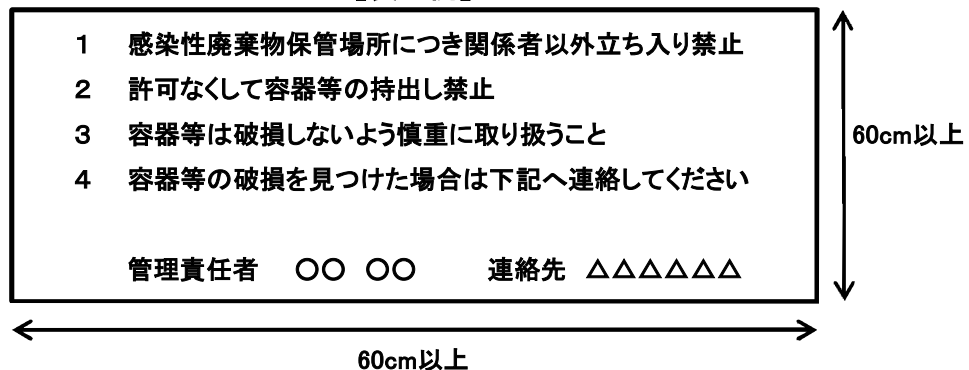 1 感染性廃棄物保管場所につき関係者以外立ち入り禁止
2 許可なくして容器等の持出し禁止
3 容器等は破損しないよう慎重に取り扱うこと
4 容器等の破損を見つけた場合は下記へ連絡してください
60cm以上
管理責任者 〇〇 〇〇 連絡先 △△△△△△
60cm以上